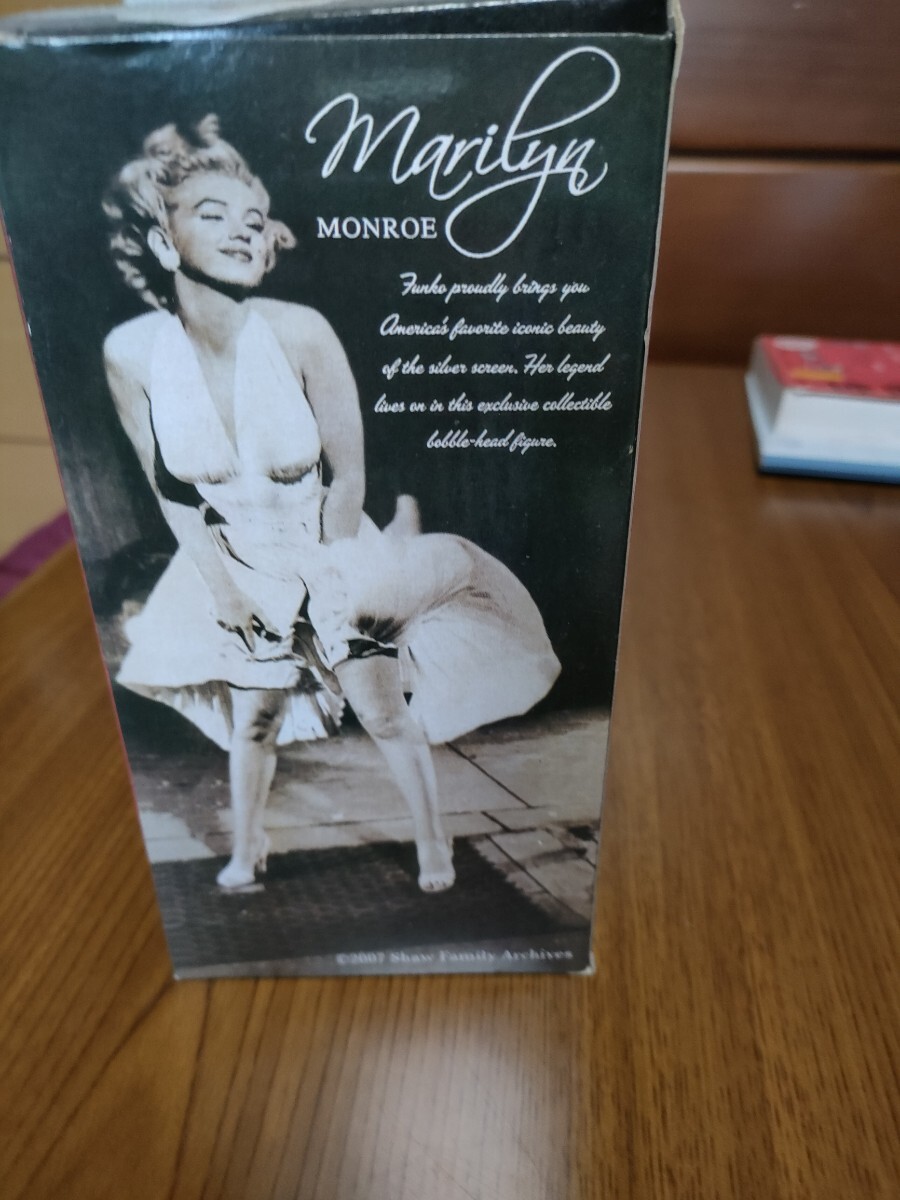 Marilyn
MONROE
Funko proudly brings you
America's favorite iconic beauty
of the silver screen. Her legend
lives on in this exclusive collectible
bobble-head figure.
©2007 Shaw Family Archives